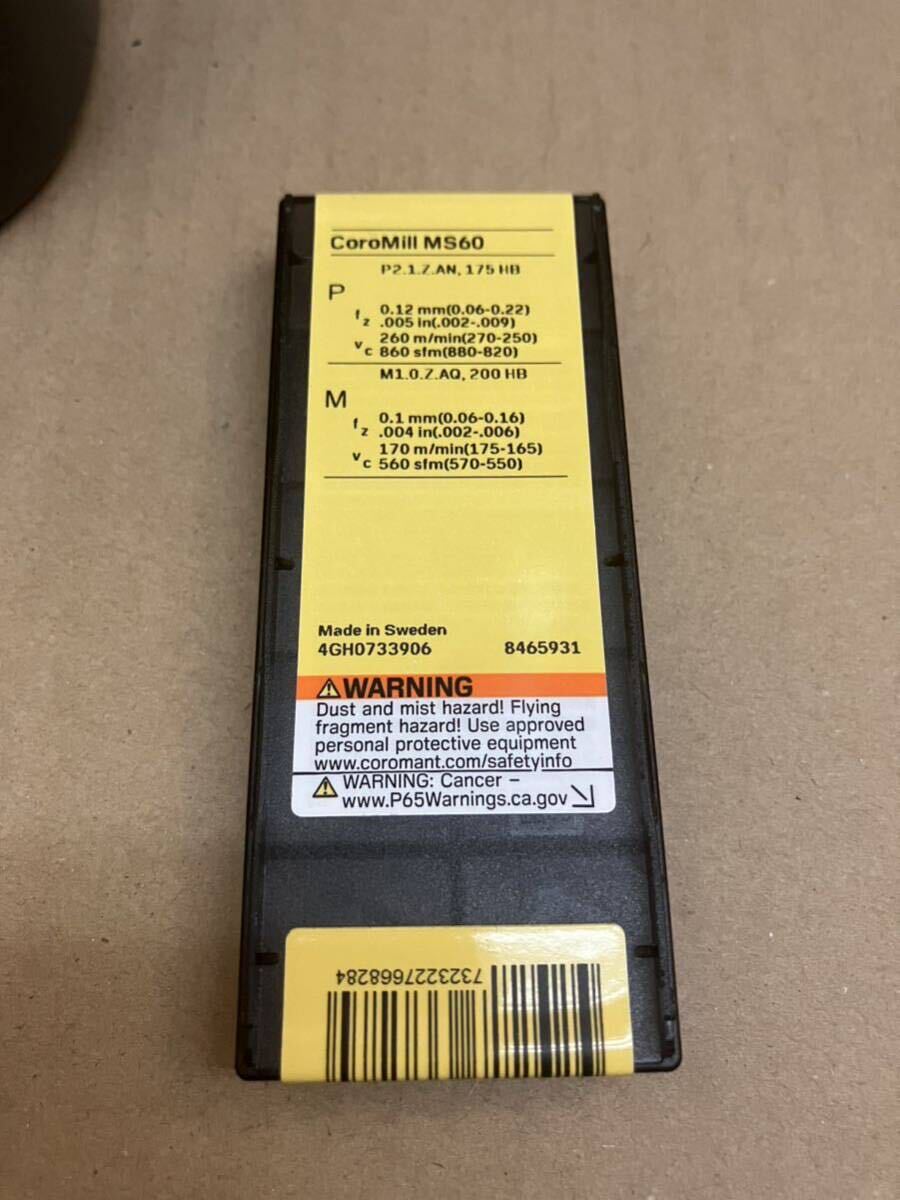 CoroMill MS60
P2.1.Z.AN, 175 HB
P
fz 0.12 mm(0.06-0.22)
.005 in(.002-.009)
vc 260 m/min(270-250)
860 sfm(880-820)
M1.0.Z.AQ, 200 HB
M
fz 0.1 mm(0.06-0.16)
.004 in(.002-.006)
vc 170 m/min(175-165)
560 sfm(570-550)
Made in Sweden
4GH0733906 8465931
⚠WARNING
Dust and mist hazard! Flying
fragment hazard! Use approved
personal protective equipment
www.coromant.com/safetyinfo
⚠ WARNING: Cancer –
www.P65Warnings.ca.gov
7323227668284